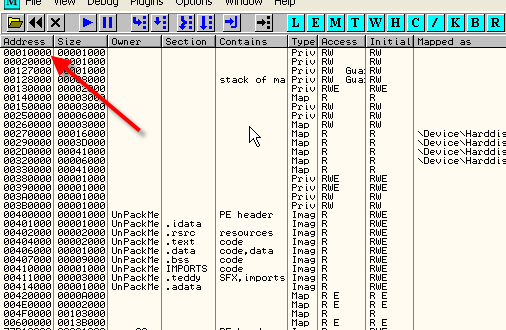 M File View Debug Plugins Options Window Help
L E M T W H C / K B R
Address Size Owner Section Contains Type Access Initial Mapped as
00010000 00001000 Priv RW RW
00020000 00001000 Priv RW RW
00127000 00001000 Priv RW Gua: RW
00128000 stack of ma Priv RW Gua: RW
00130000 00002000 Priv RWE RWE
00140000 00003000 Map R R
00150000 00003000 Priv RW RW
00250000 00006000 Priv RW RW
00260000 00003000 Map RW RW
00270000 00016000 Map R R \Device\Harddis
00290000 0003D000 Map R R \Device\Harddis
002D0000 00041000 Map R R \Device\Harddis
00320000 00006000 Map R R \Device\Harddis
00330000 00041000 Map R R
00380000 00001000 Priv RWE RWE
00390000 00001000 Priv RWE RWE
003A0000 00001000 Priv RW RW
003B0000 00001000 Priv RW RW
00400000 00001000 UnPackMe PE header Imag R RWE
00401000 00001000 UnPackMe .idata Imag R RWE
00402000 00002000 UnPackMe .rsrc resources Imag R RWE
00404000 00002000 UnPackMe .text code Imag R RWE
00406000 00001000 UnPackMe .data code,data Imag R RWE
00407000 00009000 UnPackMe .bss code Imag R RWE
00410000 00001000 UnPackMe IMPORTS code Imag R RWE
00411000 00003000 UnPackMe .teddy SFX,imports Imag R RWE
00414000 00001000 UnPackMe .adata Imag R RWE
00420000 0000A000 Map R E R E
004E0000 00002000 Map R E R E
004F0000 00103000 Map R R
00600000 0013B000 Map R E R E